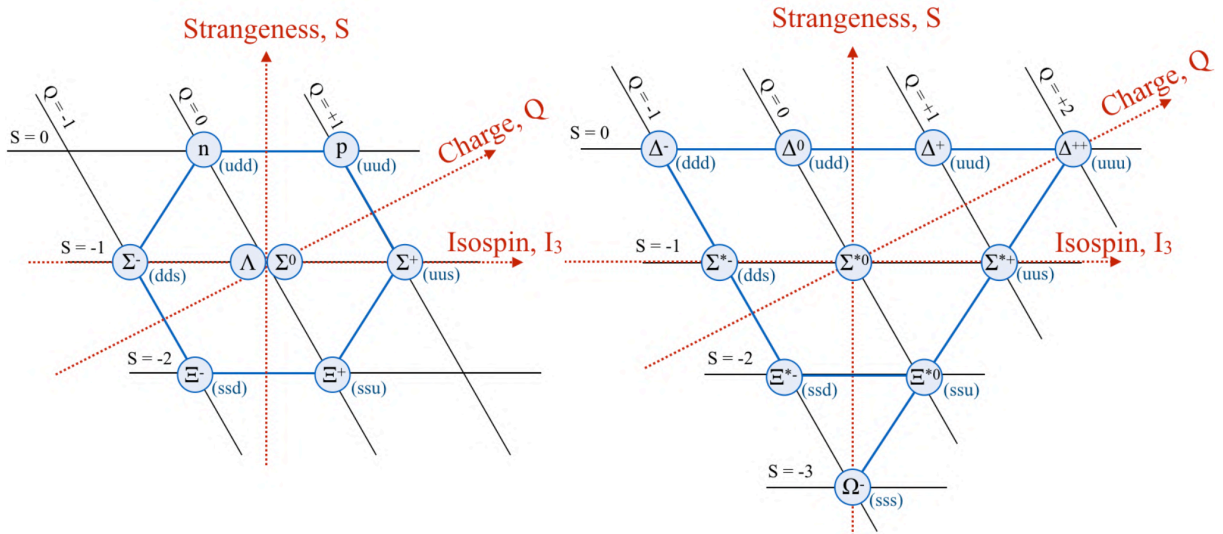 Strangeness, S
Q = -1
Q = 0
Q = +1
Charge, Q
S = 0
n
p
(udd)
(uud)
Isospin, I₃
S = -1
Σ⁻
Λ
Σ⁰
Σ⁺
(dds)
(uus)
S = -2
Ξ⁻
Ξ⁺
(ssd)
(ssu)
Strangeness, S
Q = -1
Q = 0
Q = +1
Q = +2
Charge, Q
S = 0
Δ⁻
Δ⁰
Δ⁺
Δ⁺⁺
(ddd)
(udd)
(uud)
(uuu)
Isospin, I₃
S = -1
Σ*⁻
Σ*⁰
Σ*⁺
(dds)
(uus)
S = -2
Ξ*⁻
Ξ*⁰
(ssd)
(ssu)
S = -3
Ω⁻
(sss)